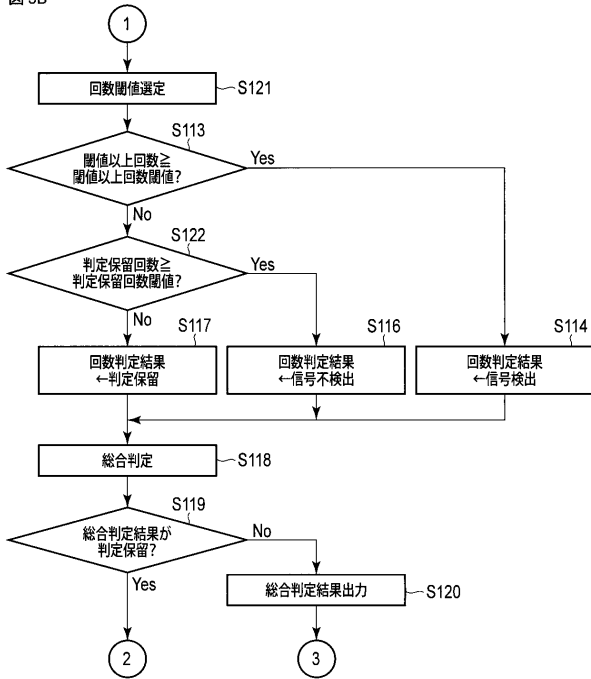 1
回数閾値選定
S121
S113
閾値以上回数≧
閾値以上回数閾値?
Yes
No
S122
判定保留回数≧
判定保留回数閾値?
Yes
No
S117
回数判定結果
←判定保留
S116
回数判定結果
←信号不検出
S114
回数判定結果
←信号検出
総合判定
S118
S119
総合判定結果が
判定保留?
No
Yes
総合判定結果出力
S120
2
3